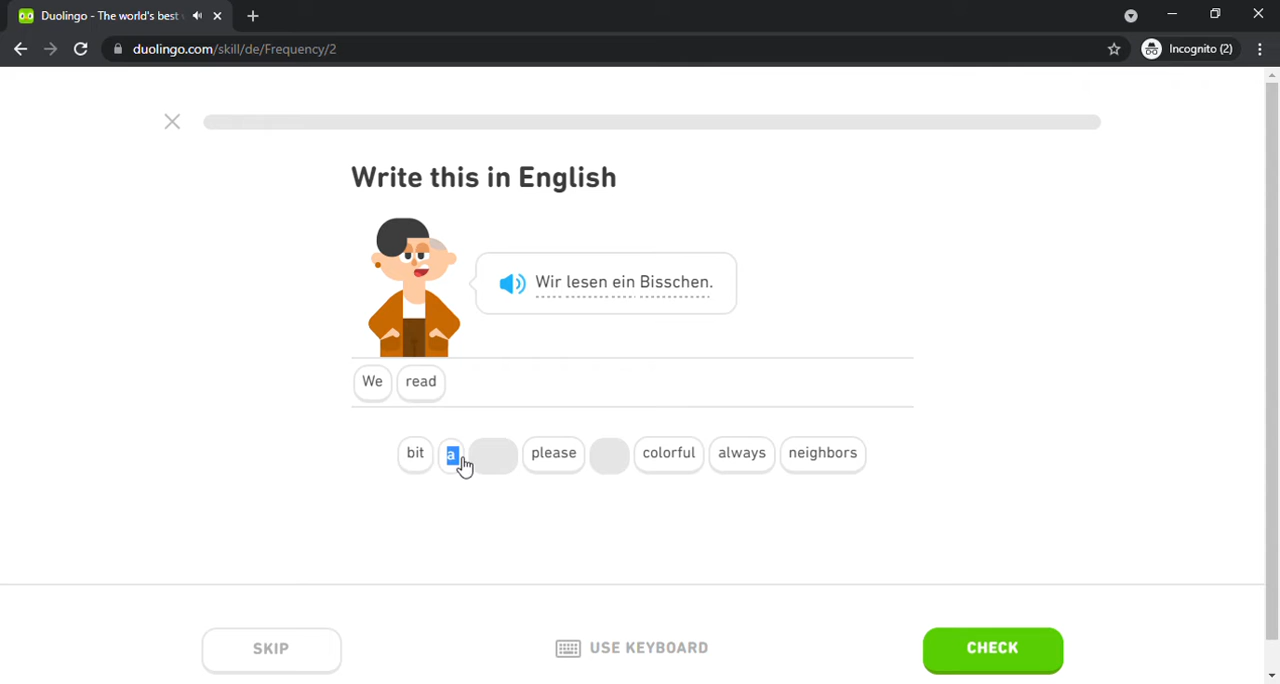 Duolingo - The world's best
duolingo.com/skill/de/Frequency/2
Incognito (2)
Write this in English
Wir lesen ein Bisschen.
We read
bit a please colorful always neighbors
SKIP
USE KEYBOARD
CHECK